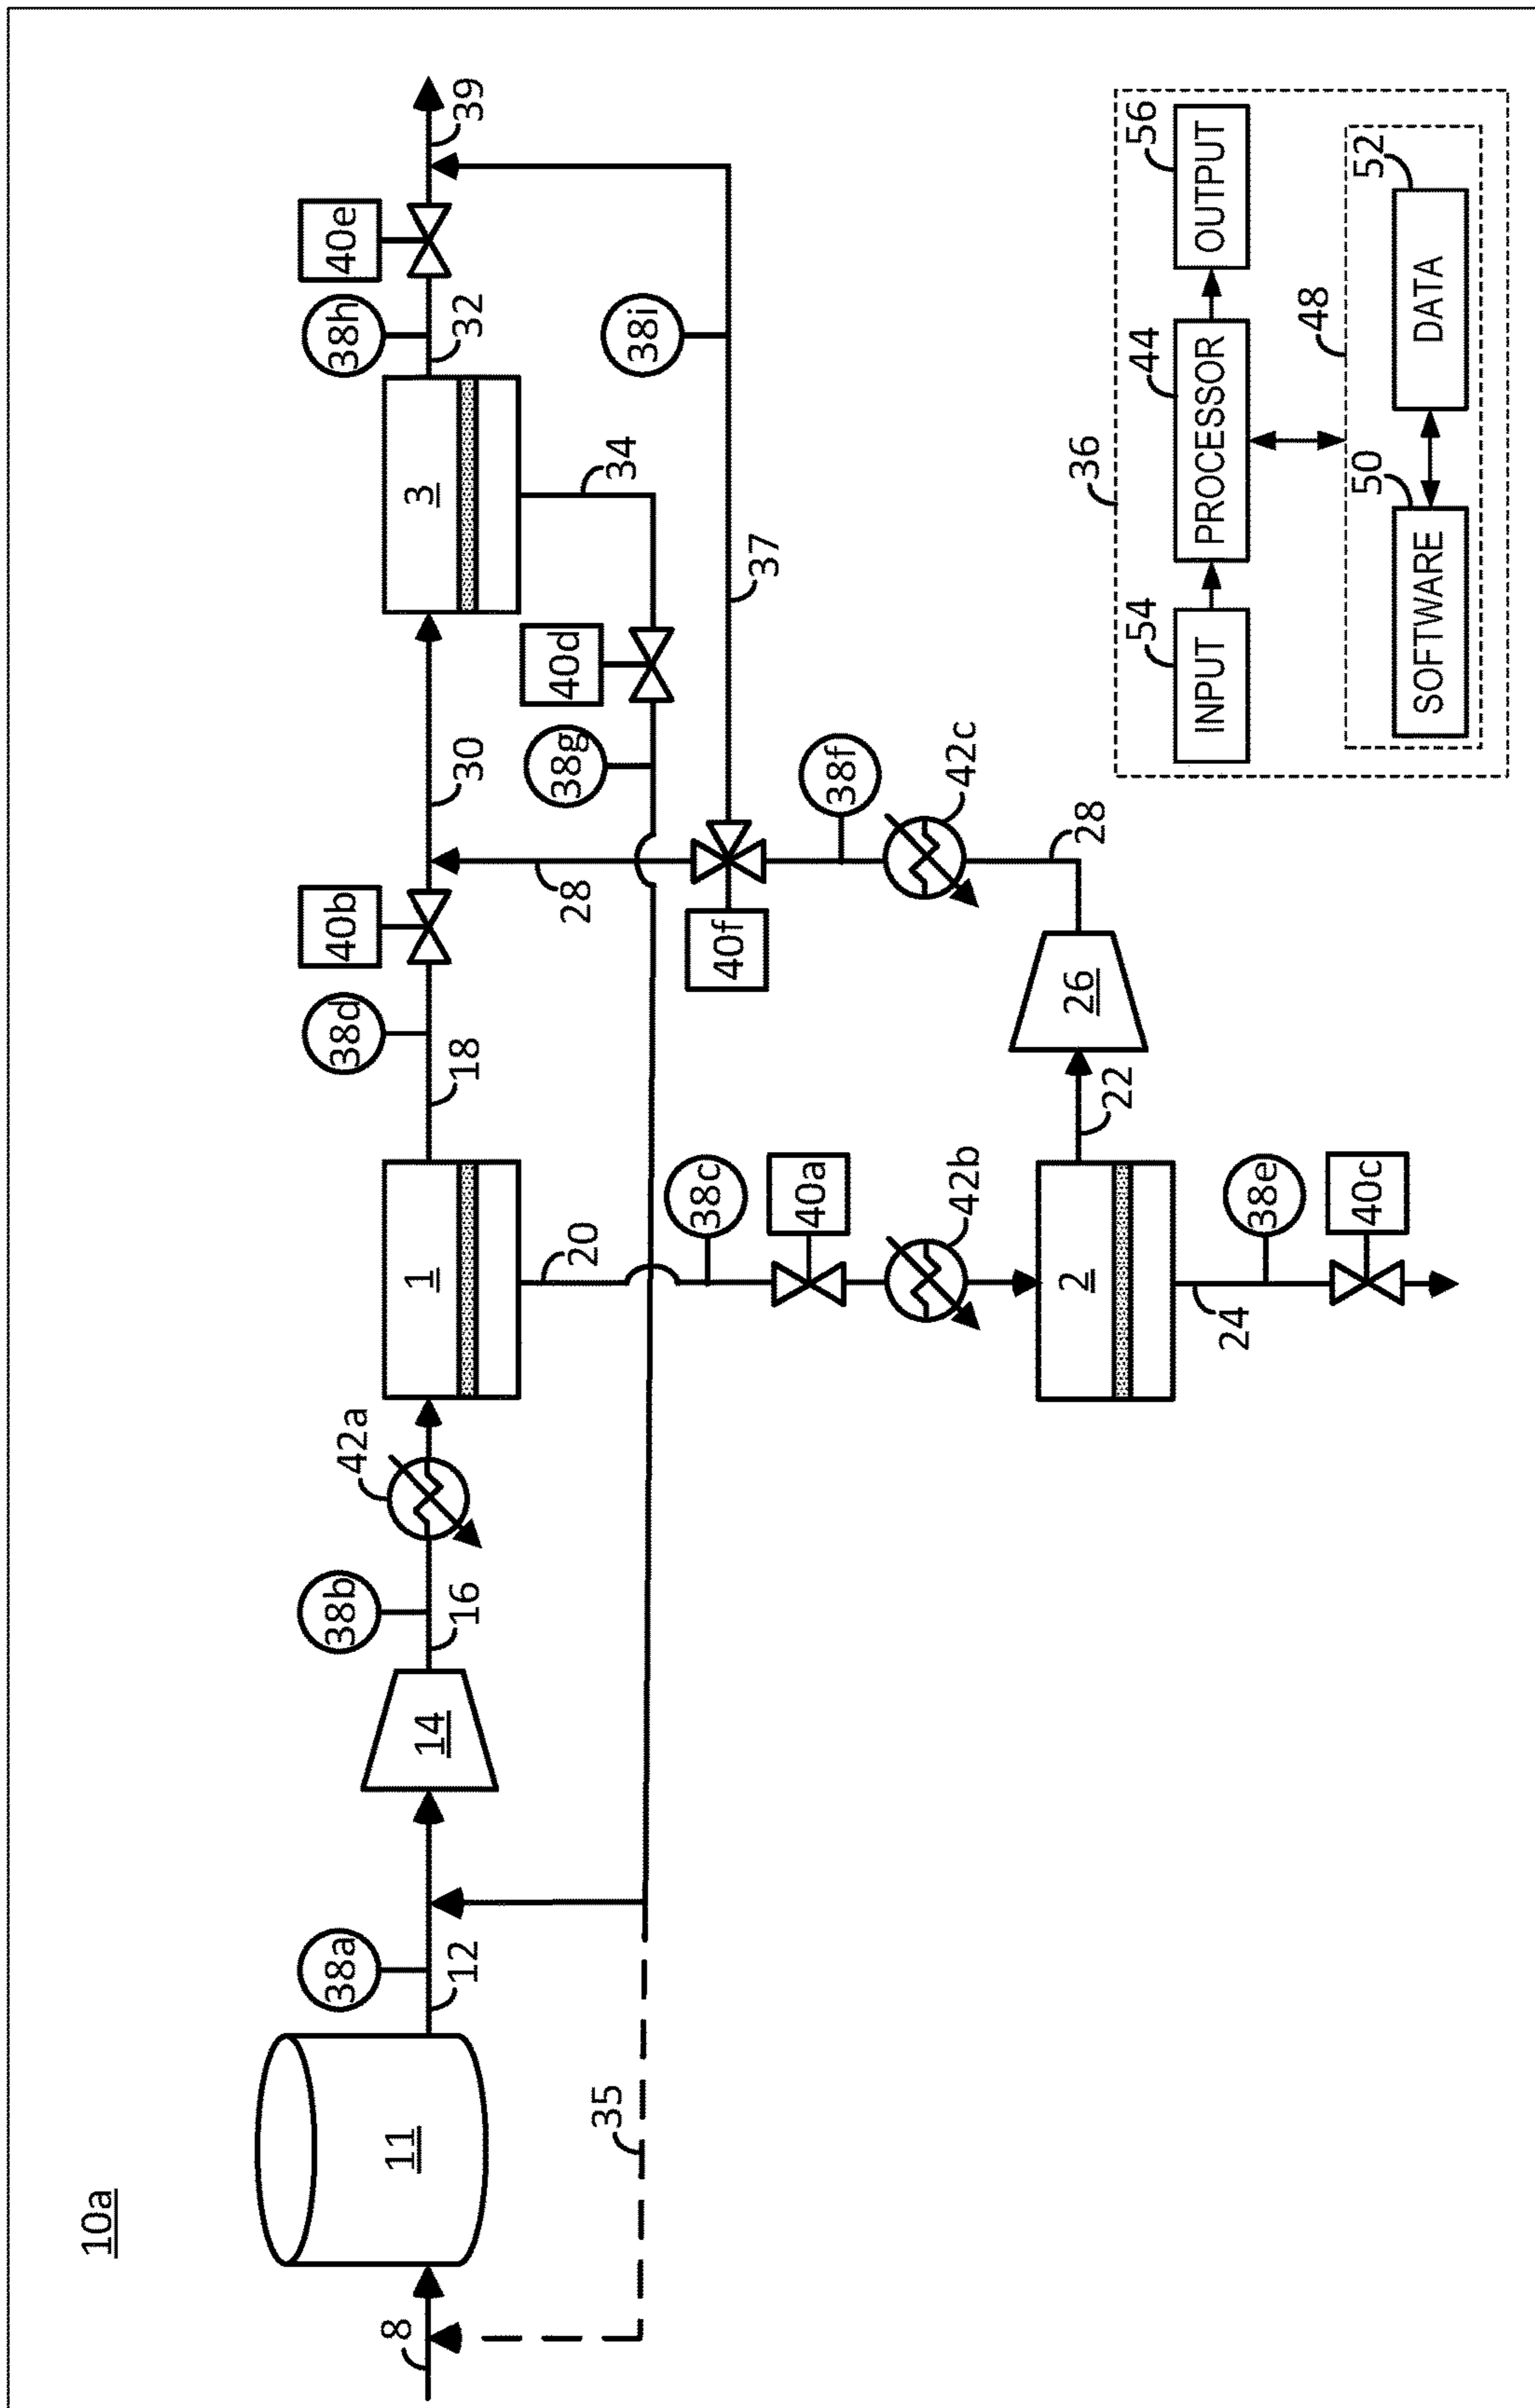 10a
8
11
12
38a
35
14
16
38b
42a
1
20
18
38d
40b
30
3
34
32
38h
40e
39
38g
40d
37
38i
28
40f
38f
42c
28
38c
40a
42b
2
22
26
24
38e
40c
36
54
INPUT
44
PROCESSOR
56
OUTPUT
48
50
SOFTWARE
52
DATA